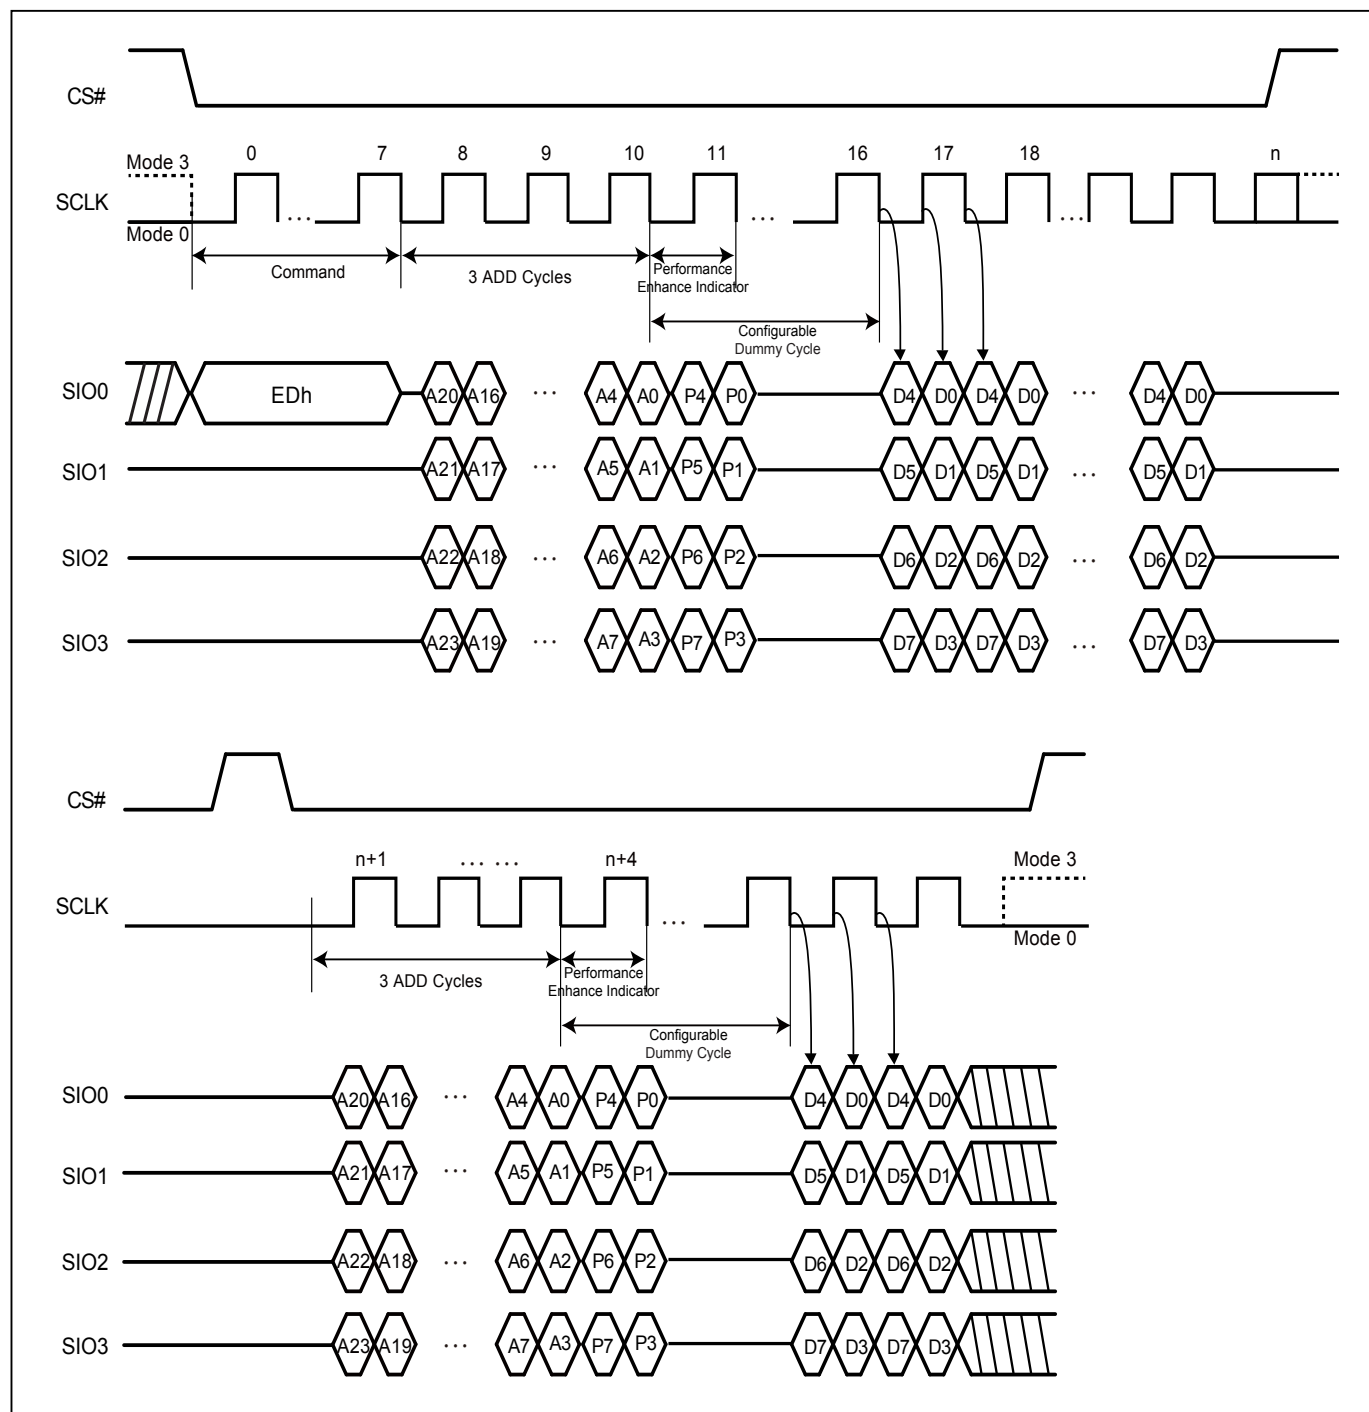 CS#
0 7 8 9 10 11 16 17 18 n
Mode 3
SCLK ... ... ...
Mode 0
Command 3 ADD Cycles Performance
Enhance Indicator
Configurable
Dummy Cycle
SIO0 EDh A20 A16 ... A4 A0 P4 P0 D4 D0 D4 D0 ... D4 D0
SIO1 A21 A17 ... A5 A1 P5 P1 D5 D1 D5 D1 ... D5 D1
SIO2 A22 A18 ... A6 A2 P6 P2 D6 D2 D6 D2 ... D6 D2
SIO3 A23 A19 ... A7 A3 P7 P3 D7 D3 D7 D3 ... D7 D3
CS#
n+1 ... ... n+4 Mode 3
SCLK ...
Mode 0
3 ADD Cycles Performance
Enhance Indicator
Configurable
Dummy Cycle
SIO0 A20 A16 ... A4 A0 P4 P0 D4 D0 D4 D0
SIO1 A21 A17 ... A5 A1 P5 P1 D5 D1 D5 D1
SIO2 A22 A18 ... A6 A2 P6 P2 D6 D2 D6 D2
SIO3 A23 A19 ... A7 A3 P7 P3 D7 D3 D7 D3